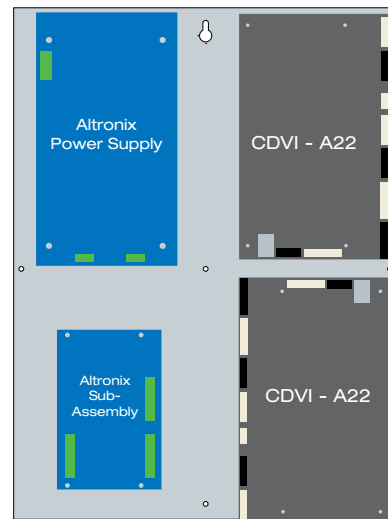 Altronix
Power Supply
CDVI - A22
Altronix
Sub-
Assembly
CDVI - A22